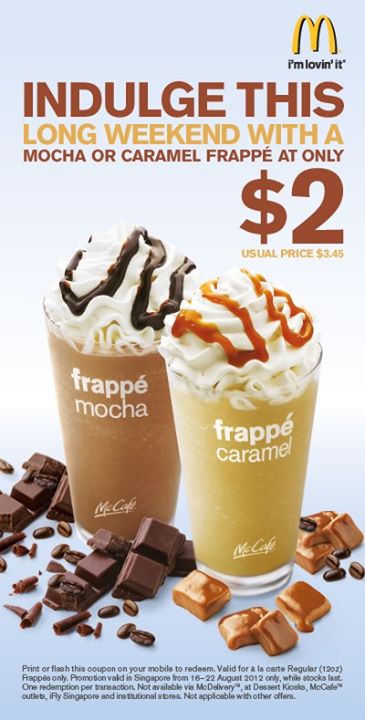 i'm lovin' it®
INDULGE THIS
LONG WEEKEND WITH A
MOCHA OR CARAMEL FRAPPÉ AT ONLY
$2
USUAL PRICE $3.45
frappé
mocha
McCafé
frappé
caramel
McCafé
Print or flash this coupon on your mobile to redeem. Valid for à la carte Regular (12oz)
Frappés only. Promotion valid in Singapore from 16–22 August 2012 only, while stocks last.
One redemption per transaction. Not available via McDelivery™, at Dessert Kiosks, McCafe™
outlets, iFly Singapore and institutional stores. Not applicable with other offers.